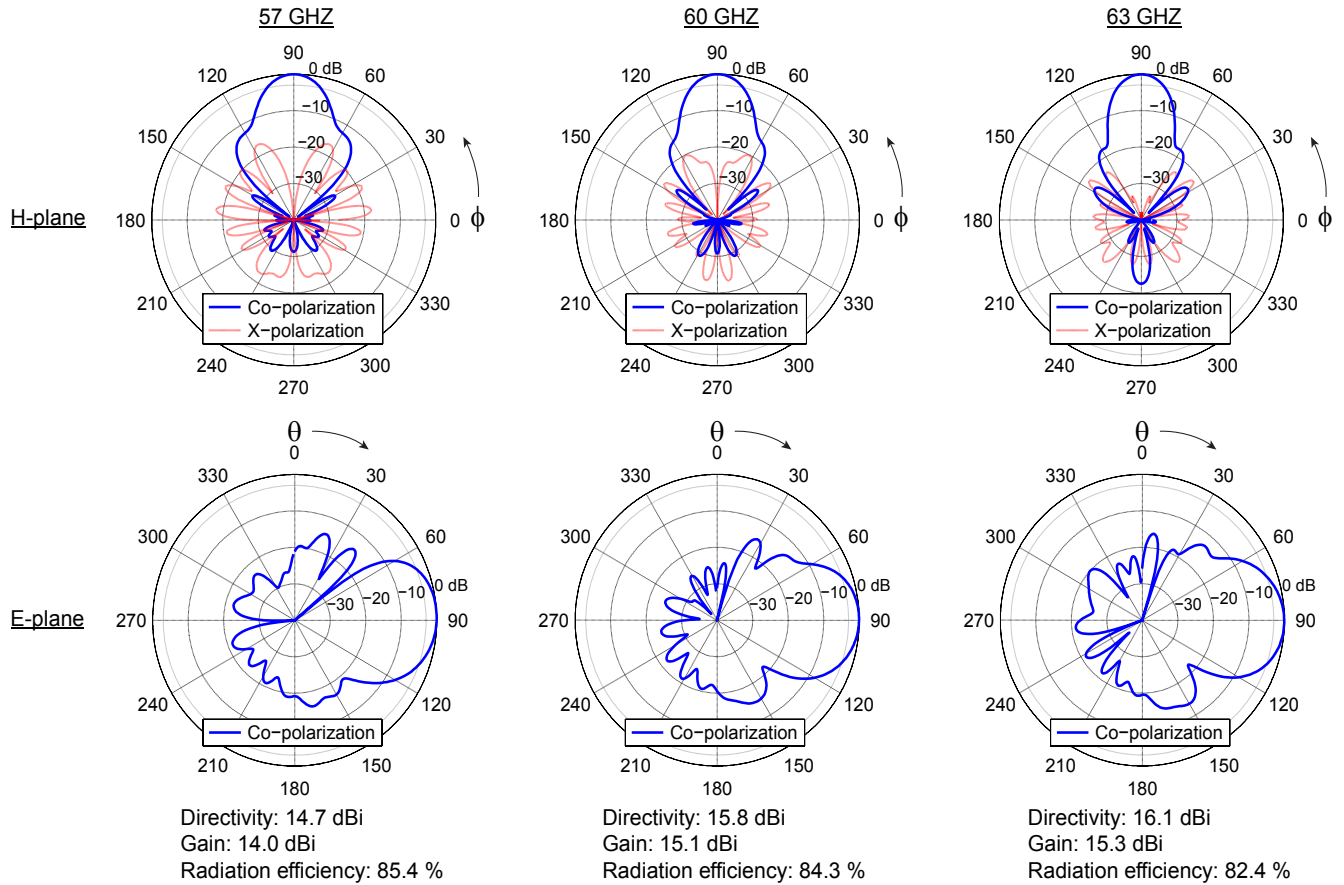 57 GHZ
60 GHZ
63 GHZ
H-plane
90
0 dB
120
60
−10
150
−20
30
−30
180
0
ϕ
210
330
Co-polarization
X−polarization
240
300
270
90
0 dB
120
60
−10
150
−20
30
−30
180
0
ϕ
210
330
Co-polarization
X−polarization
240
300
270
90
0 dB
120
60
−10
150
−20
30
−30
180
0
ϕ
210
330
Co-polarization
X−polarization
240
300
270
E-plane
θ
0
330
30
300
60
0 dB
−10
−20
−30
270
90
240
120
Co−polarization
210
150
180
θ
0
330
30
300
60
0 dB
−10
−20
−30
270
90
240
120
Co−polarization
210
150
180
θ
0
330
30
300
60
0 dB
−10
−20
−30
270
90
240
120
Co−polarization
210
150
180
Directivity: 14.7 dBi
Gain: 14.0 dBi
Radiation efficiency: 85.4 %
Directivity: 15.8 dBi
Gain: 15.1 dBi
Radiation efficiency: 84.3 %
Directivity: 16.1 dBi
Gain: 15.3 dBi
Radiation efficiency: 82.4 %